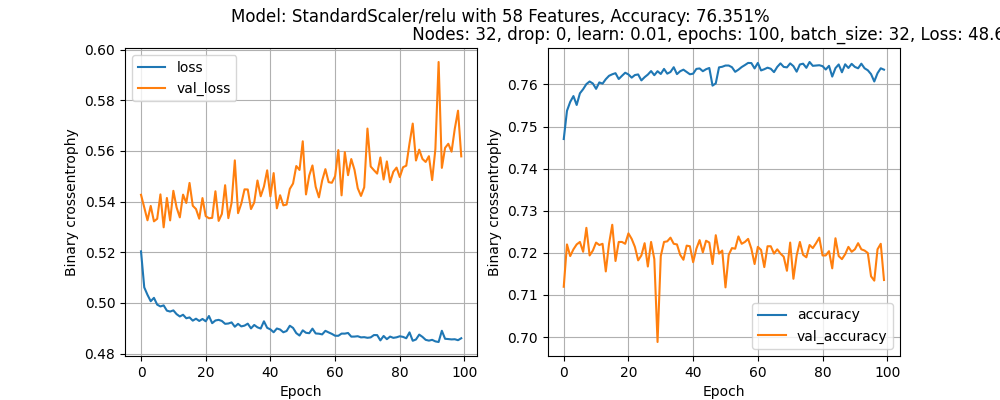 Model: StandardScaler/relu with 58 Features, Accuracy: 76.351%
Nodes: 32, drop: 0, learn: 0.01, epochs: 100, batch_size: 32, Loss: 48.6
loss
val_loss
0.60
0.58
0.56
0.54
0.52
0.50
0.48
Binary crossentrophy
0
20
40
60
80
100
Epoch
0.76
0.75
0.74
0.73
0.72
0.71
0.70
Binary crossentrophy
accuracy
val_accuracy
0
20
40
60
80
100
Epoch